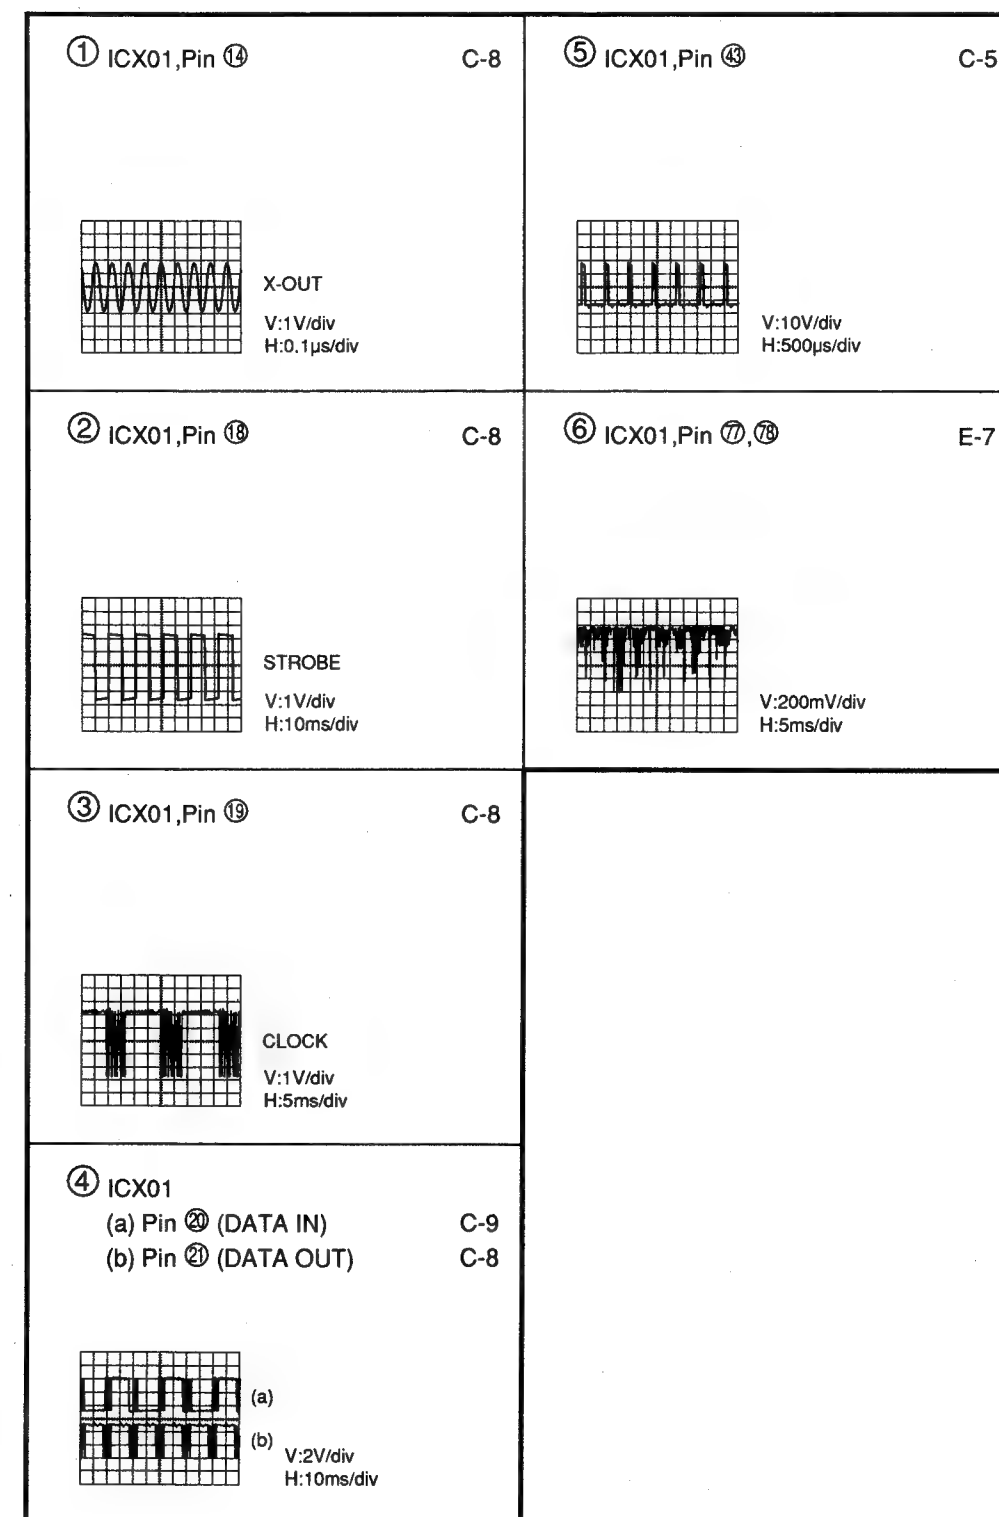 ① ICX01,Pin ⑭ C-8
X-OUT
V:1V/div
H:0.1µs/div
② ICX01,Pin ⑱ C-8
STROBE
V:1V/div
H:10ms/div
③ ICX01,Pin ⑲ C-8
CLOCK
V:1V/div
H:5ms/div
④ ICX01
(a) Pin ⑳ (DATA IN) C-9
(b) Pin ㉑ (DATA OUT) C-8
(a)
(b)
V:2V/div
H:10ms/div
⑤ ICX01,Pin ㊸ C-5
V:10V/div
H:500µs/div
⑥ ICX01,Pin 77,78 E-7
V:200mV/div
H:5ms/div